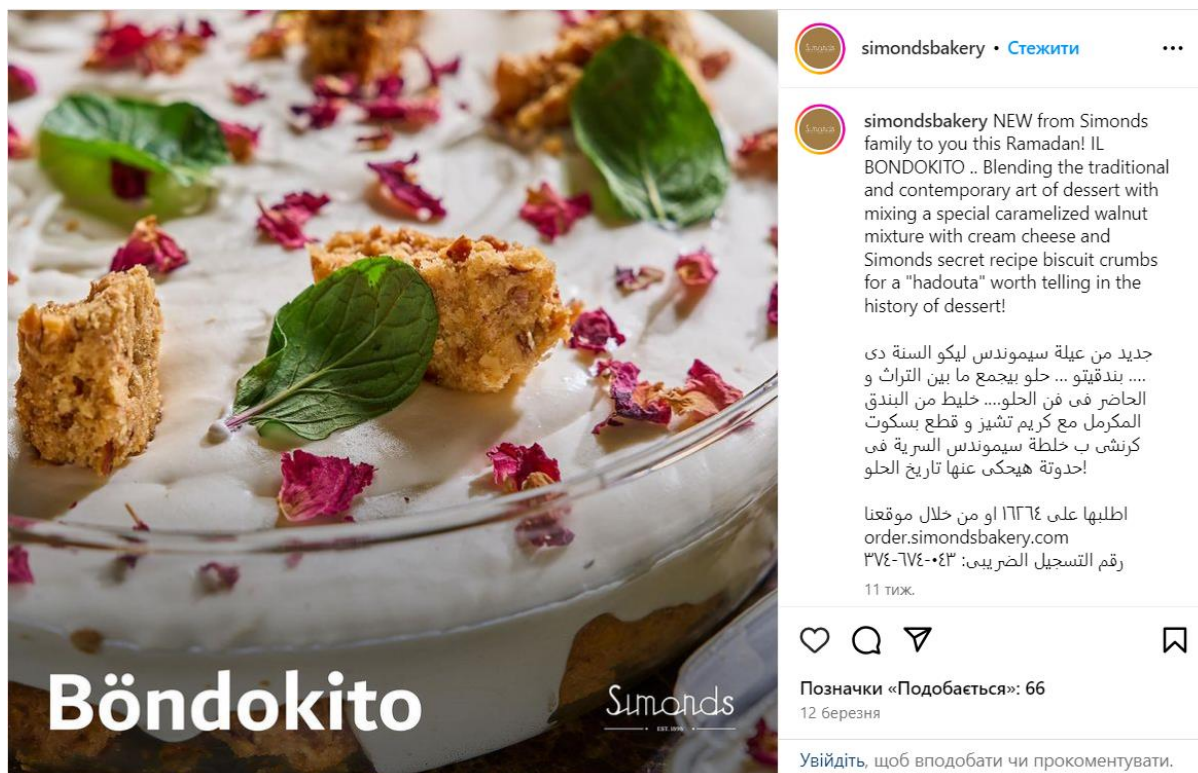 Böndokito
Simonds
EST. 1898
simondsbakery • Стежити
simondsbakery NEW from Simonds
family to you this Ramadan! IL
BONDOKITO .. Blending the traditional
and contemporary art of dessert with
mixing a special caramelized walnut
mixture with cream cheese and
Simonds secret recipe biscuit crumbs
for a "hadouta" worth telling in the
history of dessert!
جديد من عيلة سيموندس ليكو السنة دى
.... بندقيتو ... حلو بيجمع ما بين التراث و
الحاضر فى فن الحلو.... خليط من البندق
المكرمل مع كريم تشيز و قطع بسكوت
كرنشى ب خلطة سيموندس السرية فى
حدوتة هيحكى عنها تاريخ الحلو!
اطلبها على ١٦٢٦٤ او من خلال موقعنا
order.simondsbakery.com
رقم التسجيل الضريبى: ٠٤٣-٦٧٤-٣٧٤
11 тиж.
Позначки «Подобається»: 66
12 березня
Увійдіть, щоб вподобати чи прокоментувати.